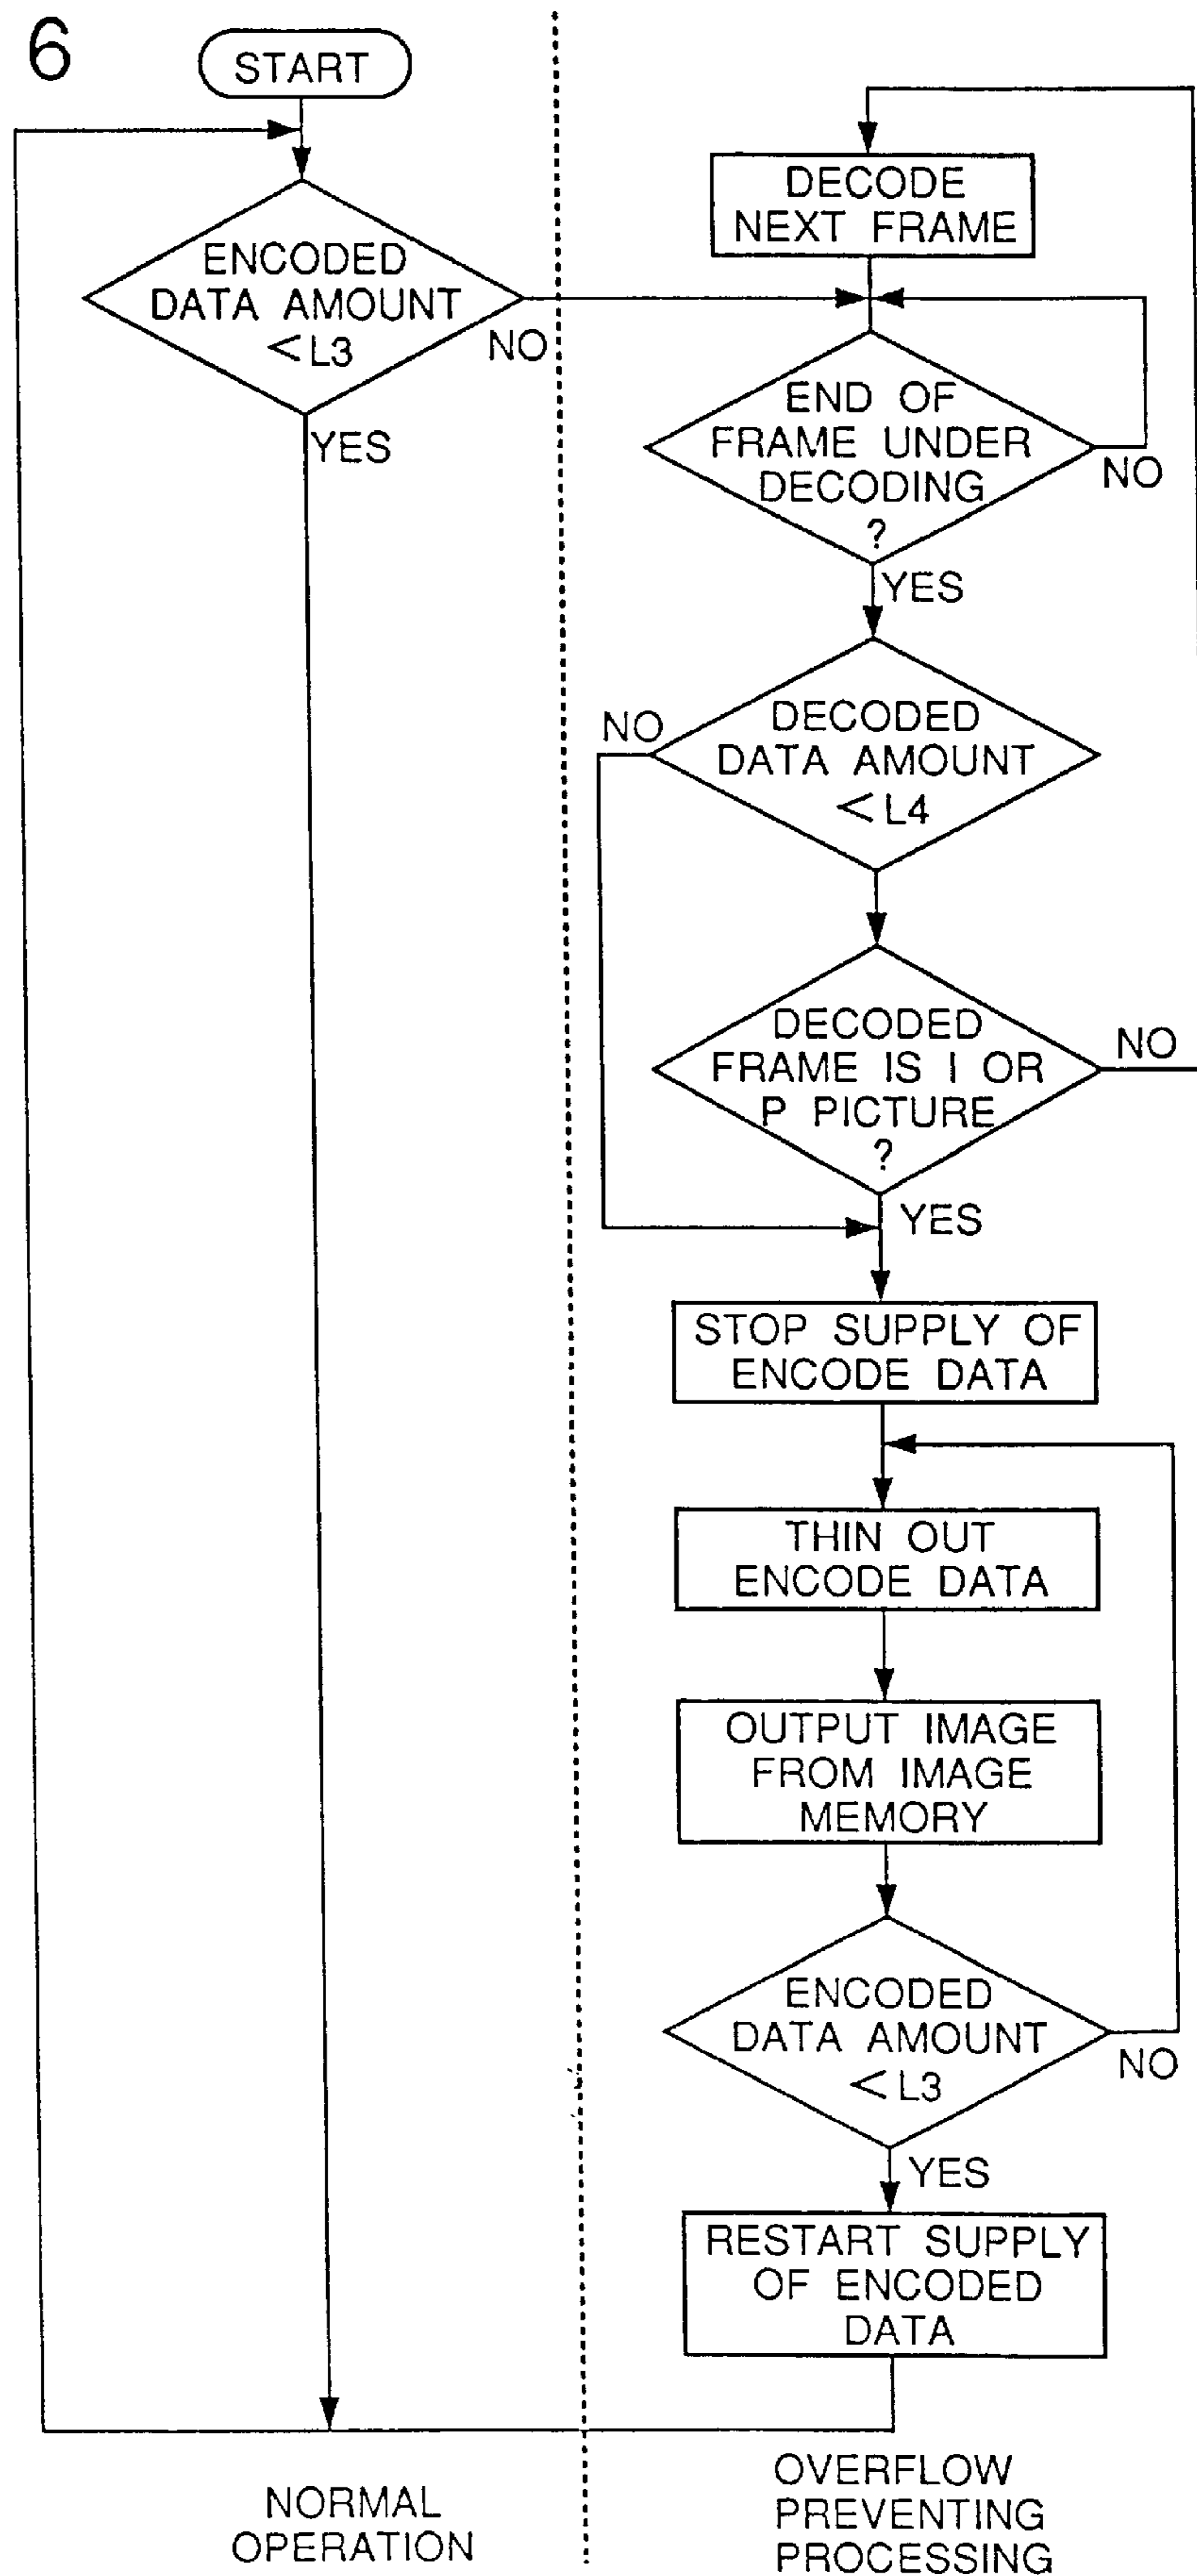 6
START
ENCODED
DATA AMOUNT
<L3
NO
YES
DECODE
NEXT FRAME
END OF
FRAME UNDER
DECODING
?
NO
YES
NO
DECODED
DATA AMOUNT
<L4
DECODED
FRAME IS I OR
P PICTURE
?
NO
YES
STOP SUPPLY OF
ENCODE DATA
THIN OUT
ENCODE DATA
OUTPUT IMAGE
FROM IMAGE
MEMORY
ENCODED
DATA AMOUNT
<L3
NO
YES
RESTART SUPPLY
OF ENCODED
DATA
NORMAL
OPERATION
OVERFLOW
PREVENTING
PROCESSING